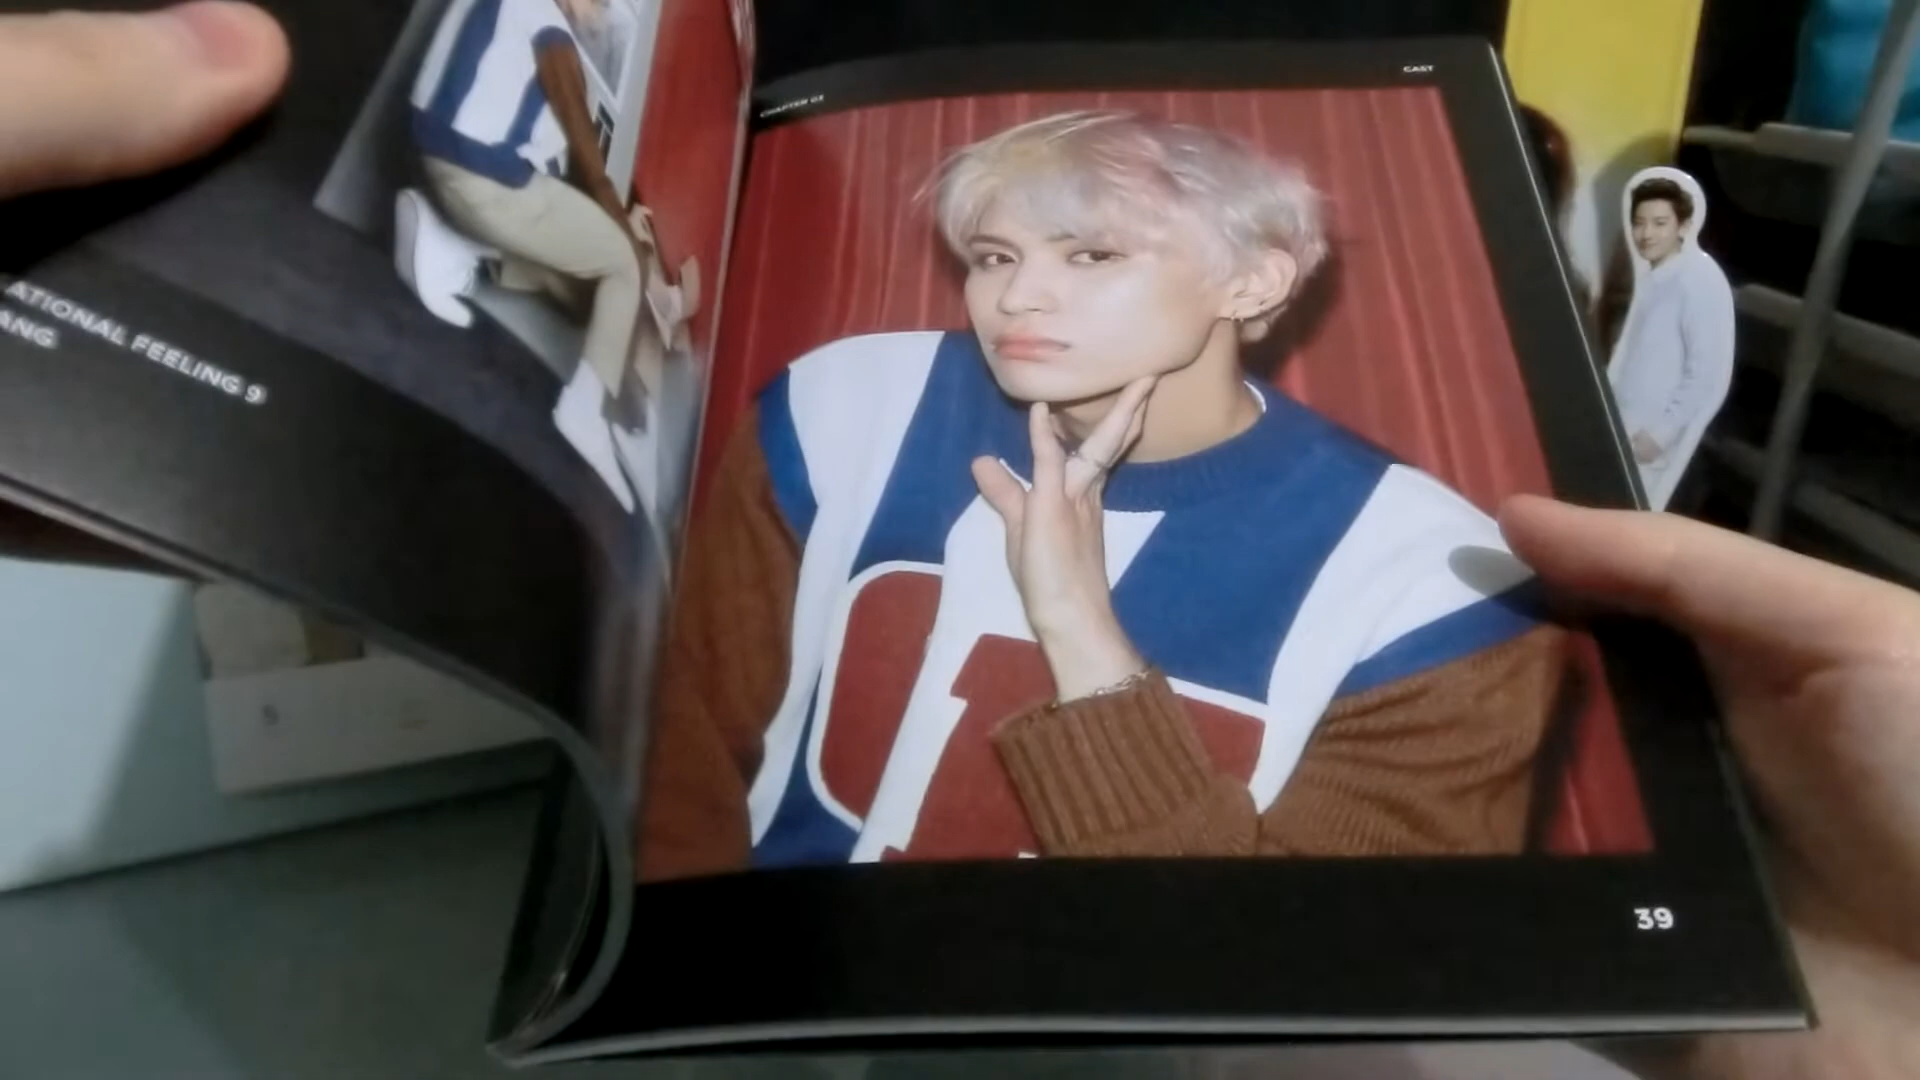 ATIONAL FEELING 9
ANG
CHAPTER 03
CAST
39